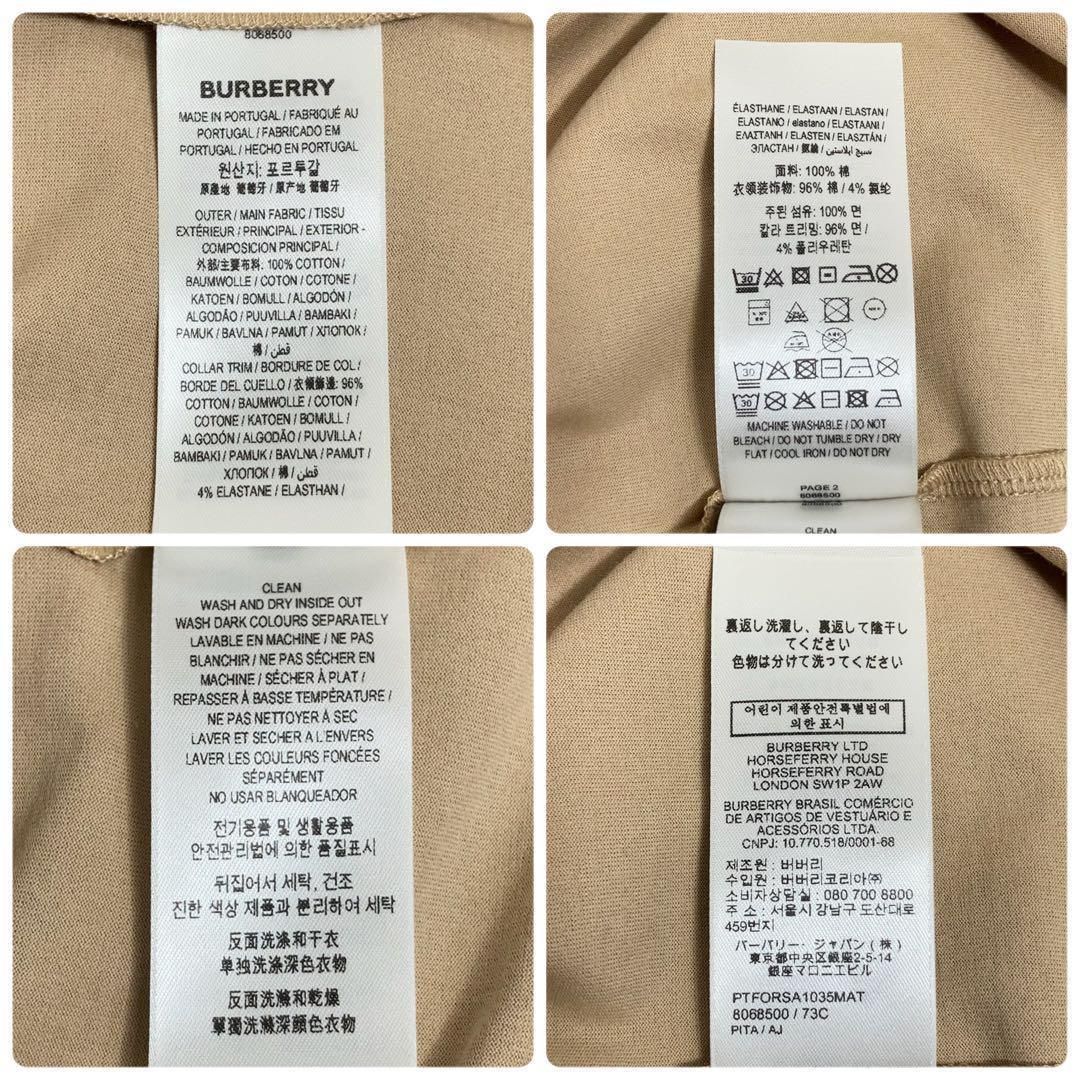 8068500
BURBERRY
MADE IN PORTUGAL / FABRIQUÉ AU
PORTUGAL / FABRICADO EM
PORTUGAL / HECHO EN PORTUGAL
원산지: 포르투갈
原產地 葡萄牙 / 原产地 葡萄牙
OUTER / MAIN FABRIC / TISSU
EXTÉRIEUR / PRINCIPAL / EXTERIOR -
COMPOSICION PRINCIPAL /
外部/主要布料: 100% COTTON /
BAUMWOLLE / COTON / COTONE /
KATOEN / BOMULL / ALGODÓN /
ALGODÃO / PUUVILLA / BAMBAKI /
PAMUK / BAVLNA / PAMUT / ХЛОПОК /
棉 / قطن /
COLLAR TRIM / BORDURE DE COL /
BORDE DEL CUELLO / 衣領飾邊: 96%
COTTON / BAUMWOLLE / COTON /
COTONE / KATOEN / BOMULL /
ALGODÓN / ALGODÃO / PUUVILLA /
BAMBAKI / PAMUK / BAVLNA / PAMUT /
ХЛОПОК / 棉 / قطن /
4% ELASTANE / ELASTHAN /
ÉLASTHANE / ELASTAAN / ELASTAN /
ELASTANO / elastano / ELASTAANI /
ΕΛΑΣΤΑΝΗ / ELASTEN / ELASZTÁN /
ЭЛАСТАН / 氨綸 / نسيج ايلاستين /
面料: 100% 棉
衣领装饰物: 96% 棉 / 4% 氨纶
주된 섬유: 100% 면
칼라 트리밍: 96% 면 /
4% 폴리우레탄
30
30
30
MACHINE WASHABLE / DO NOT
BLEACH / DO NOT TUMBLE DRY / DRY
FLAT / COOL IRON / DO NOT DRY
PAGE 2
8068500
CLEAN
CLEAN
WASH AND DRY INSIDE OUT
WASH DARK COLOURS SEPARATELY
LAVABLE EN MACHINE / NE PAS
BLANCHIR / NE PAS SÉCHER EN
MACHINE / SÉCHER À PLAT /
REPASSER À BASSE TEMPÉRATURE /
NE PAS NETTOYER À SEC
LAVER ET SECHER A L'ENVERS
LAVER LES COULEURS FONCÉES
SÉPARÉMENT
NO USAR BLANQUEADOR
전기용품 및 생활용품
안전관리법에 의한 품질표시
뒤집어서 세탁, 건조
진한 색상 제품과 분리하여 세탁
反面洗涤和干衣
单独洗涤深色衣物
反面洗滌和乾燥
單獨洗滌深顏色衣物
裏返し洗濯し、裏返して陰干し
てください
色物は分けて洗ってください
어린이 제품안전특별법에
의한 표시
BURBERRY LTD
HORSEFERRY HOUSE
HORSEFERRY ROAD
LONDON SW1P 2AW
BURBERRY BRASIL COMÉRCIO
DE ARTIGOS DE VESTUÁRIO E
ACESSÓRIOS LTDA.
CNPJ: 10.770.518/0001-68
제조원 : 버버리
수입원 : 버버리코리아㈜
소비자상담실 : 080 700 8800
주 소 : 서울시 강남구 도산대로
459번지
バーバリー・ジャパン ( 株 )
東京都中央区銀座2-5-14
銀座マロニエビル
PTFORSA1035MAT
8068500 / 73C
PITA / AJ